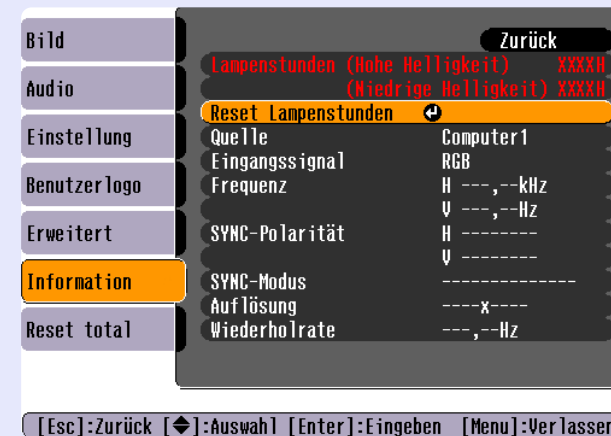 Bild
Audio
Einstellung
Benutzerlogo
Erweitert
Information
Reset total
Zurück
Lampenstunden (Hohe Helligkeit) XXXXH
(Niedrige Helligkeit) XXXXH
Reset Lampenstunden
Quelle Computer1
Eingangssignal RGB
Frequenz H ---,--kHz
V ---,--Hz
SYNC-Polarität H --------
V --------
SYNC-Modus --------------
Auflösung ----x----
Wiederholrate ---,--Hz
[Esc]:Zurück [◆]:Auswahl [Enter]:Eingeben [Menu]:Verlassen